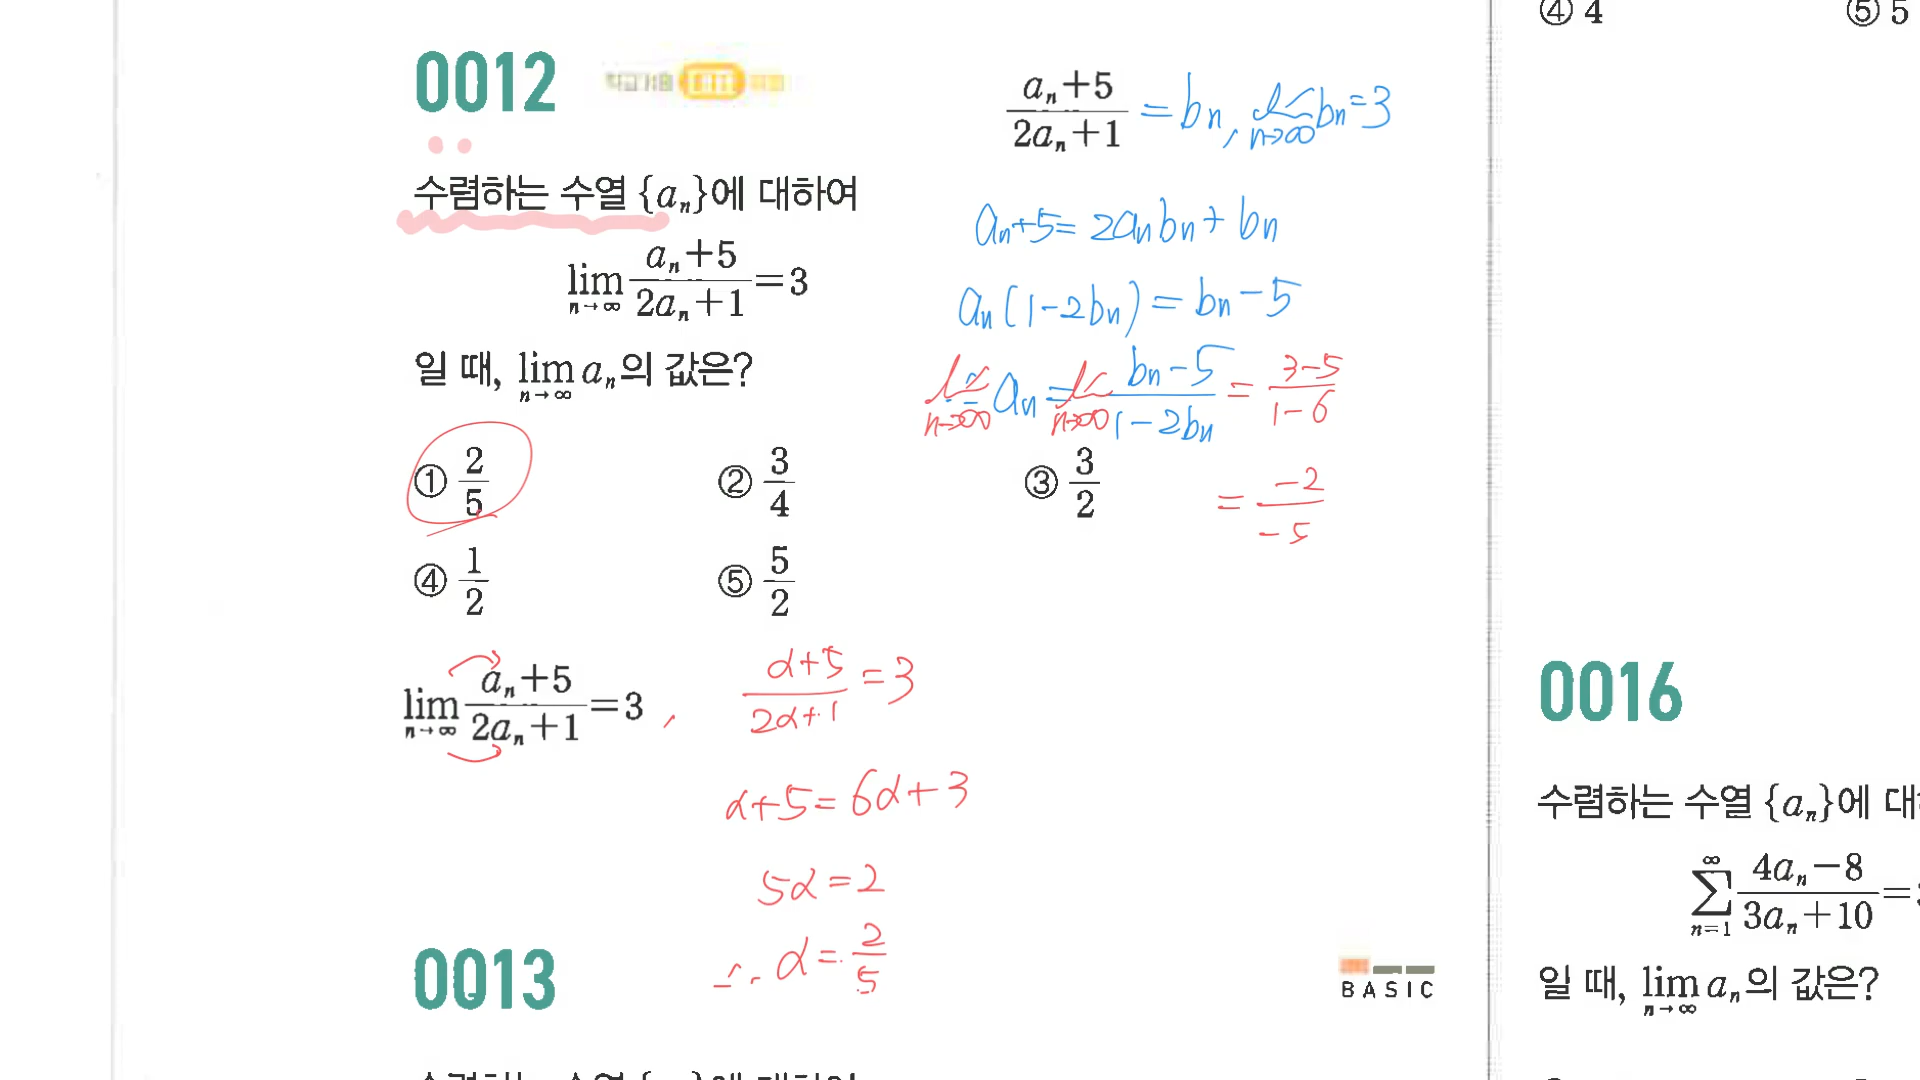 ④ 4 ⑤ 5
0012
수렴하는 수열 {aₙ}에 대하여
lim_{n→∞} (aₙ+5)/(2aₙ+1)=3
일 때, lim_{n→∞} aₙ의 값은?
① 2/5 ② 3/4 ③ 3/2
④ 1/2 ⑤ 5/2
(aₙ+5)/(2aₙ+1) = bₙ, lim_{n→∞} bₙ=3
aₙ+5= 2aₙbₙ+bₙ
aₙ(1-2bₙ) = bₙ-5
lim_{n→∞} aₙ = lim_{n→∞} (bₙ-5)/(1-2bₙ) = (3-5)/(1-6)
= (-2)/(-5)
lim_{n→∞} (aₙ+5)/(2aₙ+1)=3, (α+5)/(2α+1) =3
α+5= 6α+3
5α=2
∴ α= 2/5
0013
BASIC
0016
수렴하는 수열 {aₙ}에 대
∑_{n=1}^{∞} (4aₙ-8)/(3aₙ+10)=
일 때, lim_{n→∞} aₙ의 값은?